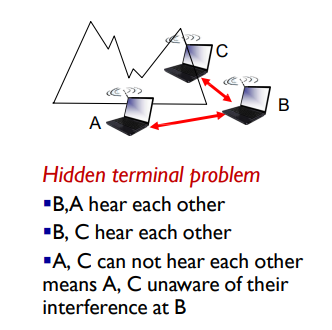 C
B
A
Hidden terminal problem
▪B,A hear each other
▪B, C hear each other
▪A, C can not hear each other
means A, C unaware of their
interference at B